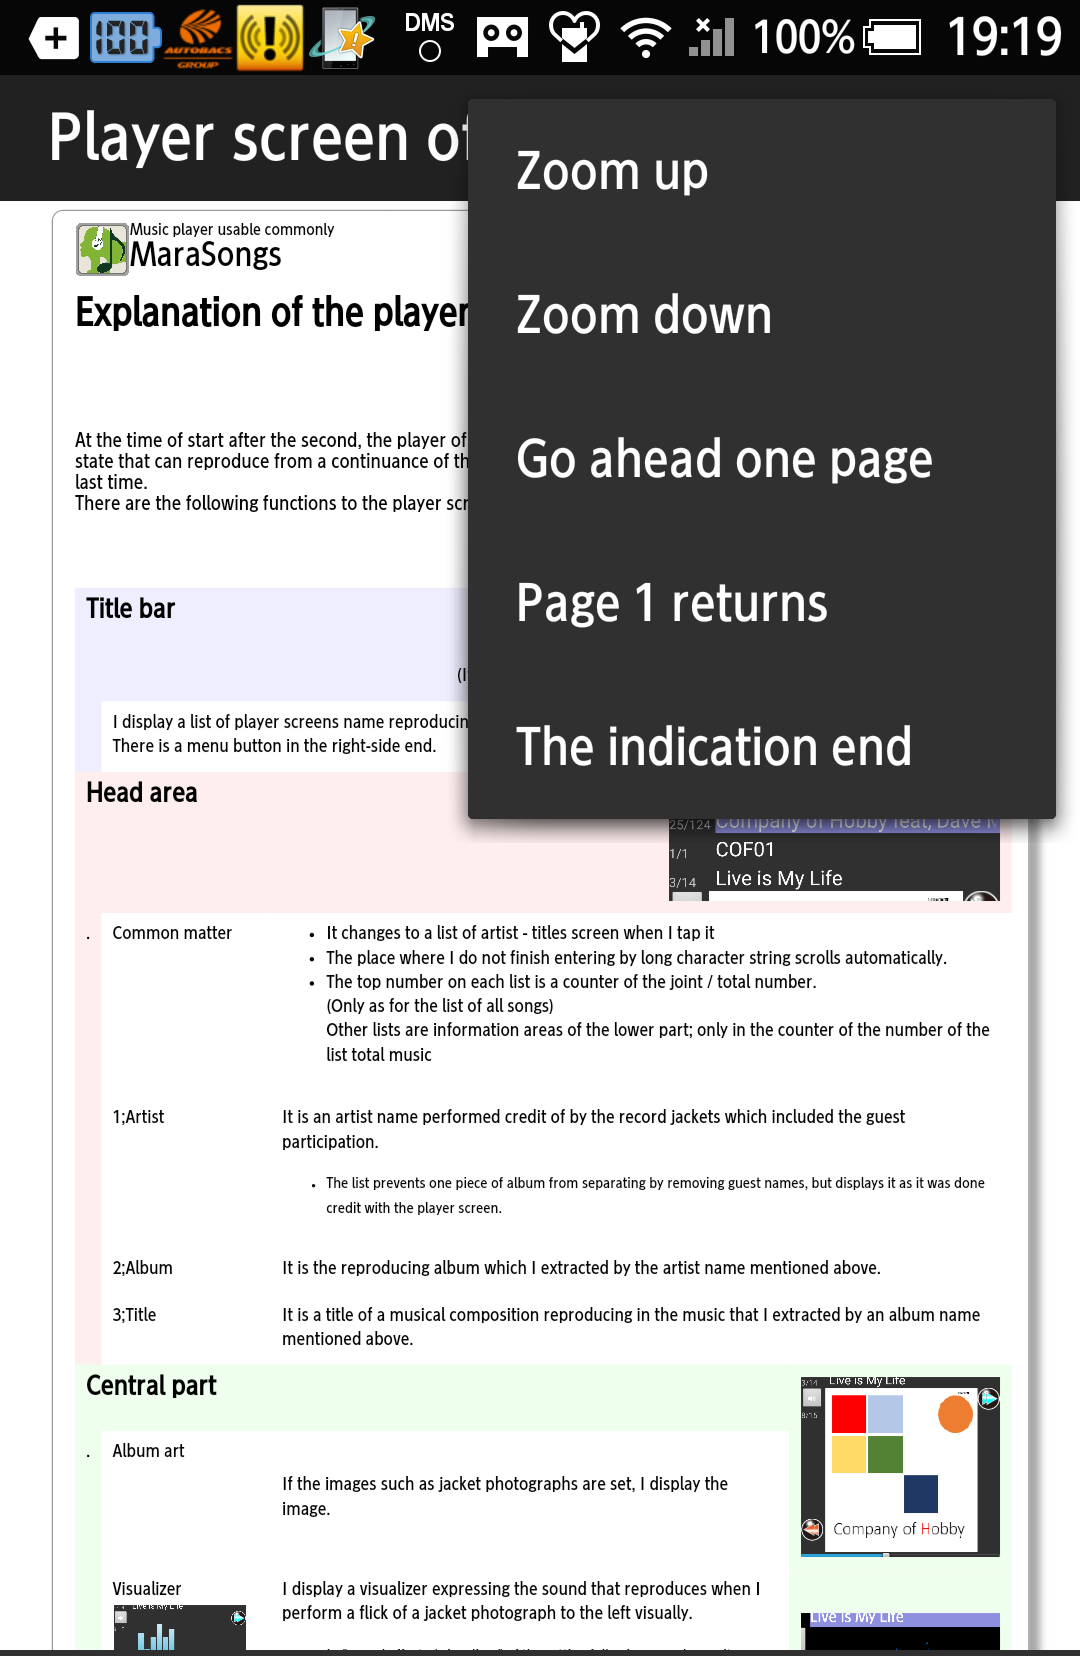 100
AUTOBACS
GROUP
DMS
100%
19:19
Player screen of
Zoom up
Zoom down
Go ahead one page
Page 1 returns
The indication end
Music player usable commonly
MaraSongs
Explanation of the player
At the time of start after the second, the player of
state that can reproduce from a continuance of th
last time.
There are the following functions to the player scr
Title bar
(I
I display a list of player screens name reproducin
There is a menu button in the right-side end.
Head area
25/124 Company of Hobby feat, Dave M
1/1 COF01
3/14 Live is My Life
. Common matter
• It changes to a list of artist - titles screen when I tap it
• The place where I do not finish entering by long character string scrolls automatically.
• The top number on each list is a counter of the joint / total number.
(Only as for the list of all songs)
Other lists are information areas of the lower part; only in the counter of the number of the
list total music
1;Artist
It is an artist name performed credit of by the record jackets which included the guest
participation.
• The list prevents one piece of album from separating by removing guest names, but displays it as it was done
credit with the player screen.
2;Album
It is the reproducing album which I extracted by the artist name mentioned above.
3;Title
It is a title of a musical composition reproducing in the music that I extracted by an album name
mentioned above.
Central part
3/14 Live is My Life
8/15
Company of Hobby
. Album art
If the images such as jacket photographs are set, I display the
image.
Visualizer
I display a visualizer expressing the sound that reproduces when I
perform a flick of a jacket photograph to the left visually.
Live is My Life
Live is My Life